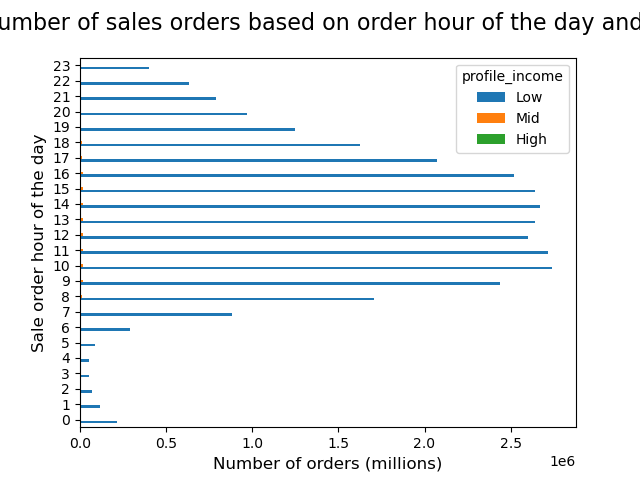 umber of sales orders based on order hour of the day and
profile_income
Low
Mid
High
Sale order hour of the day
23
22
21
20
19
18
17
16
15
14
13
12
11
10
9
8
7
6
5
4
3
2
1
0
0.0 0.5 1.0 1.5 2.0 2.5
1e6
Number of orders (millions)